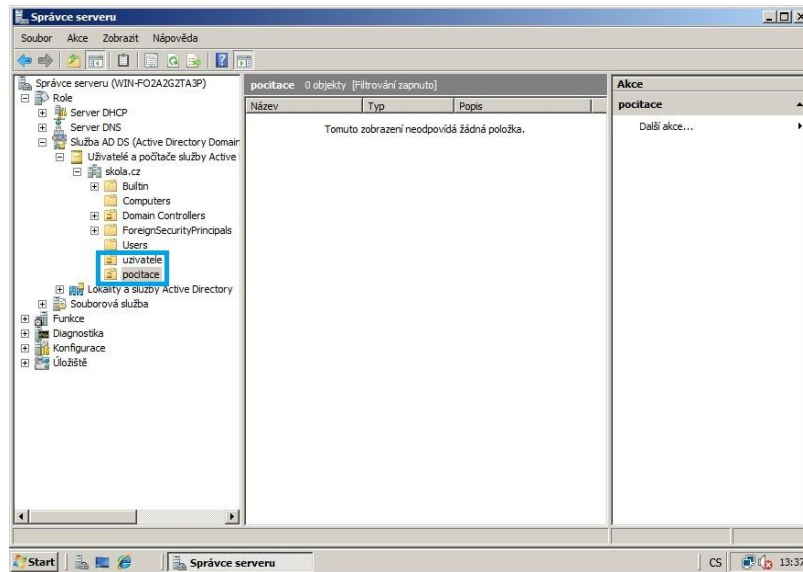 Správce serveru
Soubor Akce Zobrazit Nápověda
Správce serveru (WIN-FO2A2G2TA3P)
Role
Server DHCP
Server DNS
Služba AD DS (Active Directory Domain
Uživatelé a počítače služby Active
skola.cz
Builtin
Computers
Domain Controllers
ForeignSecurityPrincipals
Users
uzivatele
pocitace
Lokality a služby Active Directory
Souborová služba
Funkce
Diagnostika
Konfigurace
Úložiště
pocitace 0 objekty [Filtrování zapnuto]
Název Typ Popis
Tomuto zobrazení neodpovídá žádná položka.
Akce
pocitace
Další akce...
Start Správce serveru CS 13:37